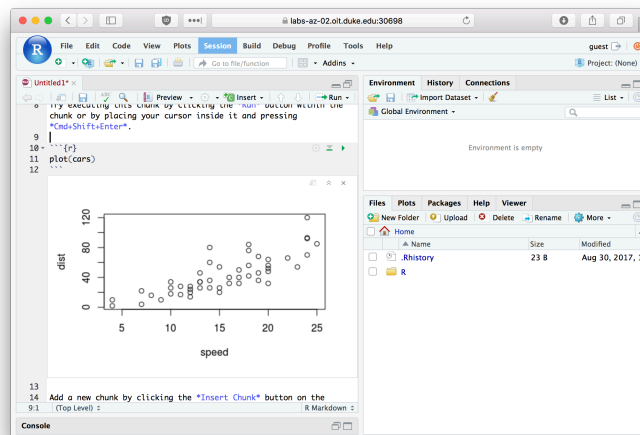 labs-az-02.oit.duke.edu:30698
R
File Edit Code View Plots Session Build Debug Profile Tools Help
guest
Go to file/function
Addins
Project: (None)
Untitled1*
Preview Insert Run
8 Try executing this chunk by clicking the *Run* button within the
chunk or by placing your cursor inside it and pressing
*Cmd+Shift+Enter*.
9
10 ```{r}
11 plot(cars)
12 ```
dist
0 40 80 120
5 10 15 20 25
speed
13
14 Add a new chunk by clicking the *Insert Chunk* button on the
9:1 (Top Level) R Markdown
Console
Environment History Connections
Import Dataset List
Global Environment
Environment is empty
Files Plots Packages Help Viewer
New Folder Upload Delete Rename More
Home
Name Size Modified
.Rhistory 23 B Aug 30, 2017,
R